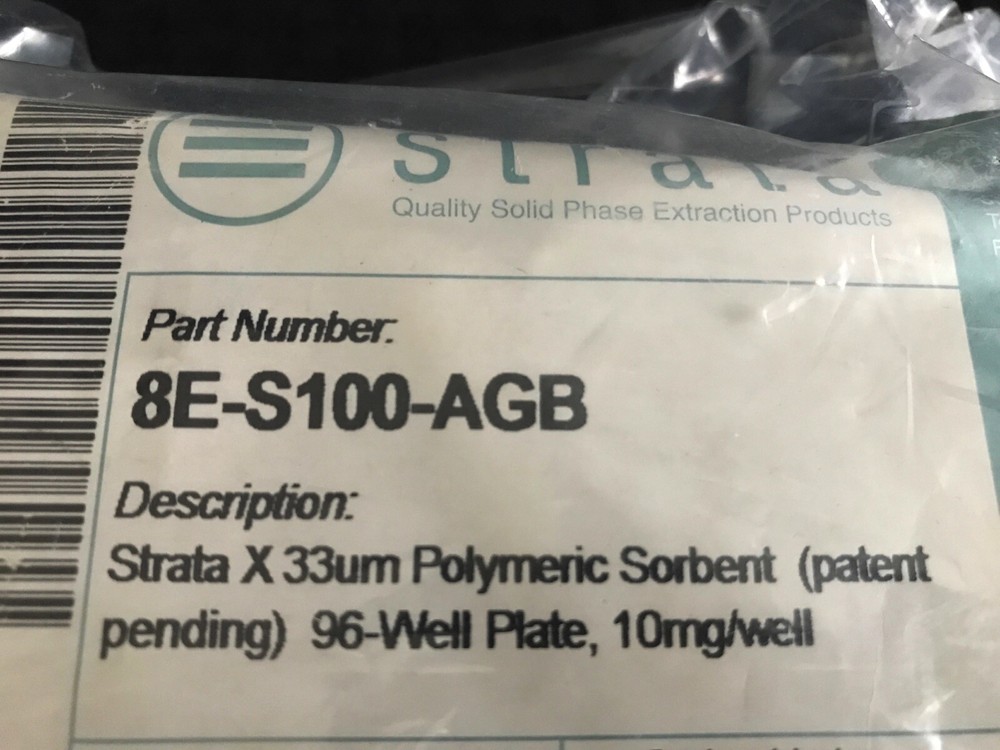 strata
Quality Solid Phase Extraction Products
Part Number:
8E-S100-AGB
Description:
Strata X 33um Polymeric Sorbent (patent
pending) 96-Well Plate, 10mg/well